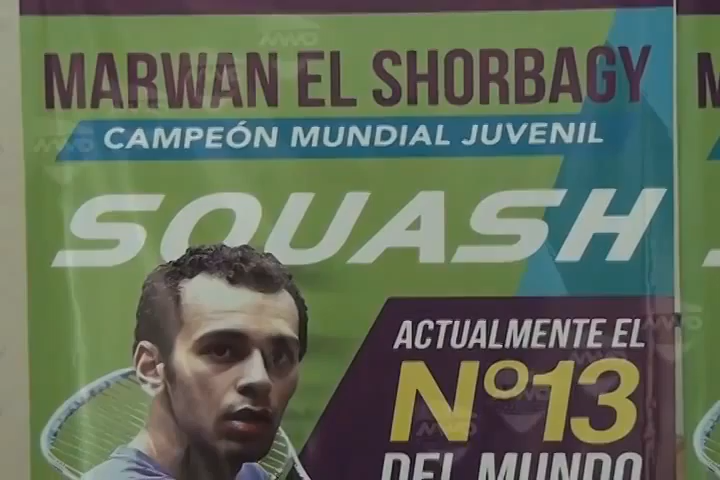 MARWAN EL SHORBAGY
CAMPEÓN MUNDIAL JUVENIL
SQUASH
ACTUALMENTE EL
Nº13
DEL MUNDO